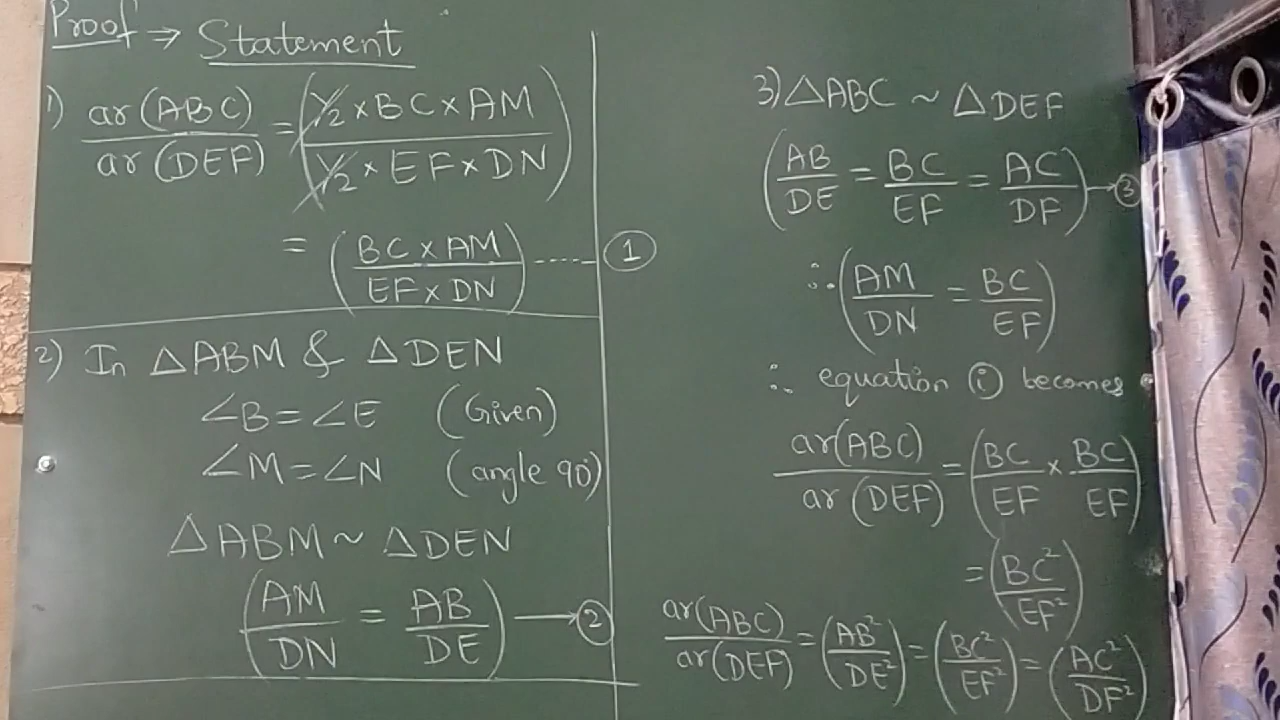 Proof → Statement
1) ar(ABC)/ar(DEF) = (1/2 × BC × AM / 1/2 × EF × DN)
= (BC × AM / EF × DN) ..... ①
2) In △ABM & △DEN
∠B = ∠E (Given)
∠M = ∠N (angle 90°)
△ABM ~ △DEN
(AM/DN = AB/DE) → ②
3) △ABC ~ △DEF
(AB/DE = BC/EF = AC/DF) → ③
∴ (AM/DN = BC/EF)
∴ equation ⓘ becomes
ar(ABC)/ar(DEF) = (BC/EF × BC/EF)
= (BC²/EF²)
ar(ABC)/ar(DEF) = (AB²/DE²) = (BC²/EF²) = (AC²/DF²)